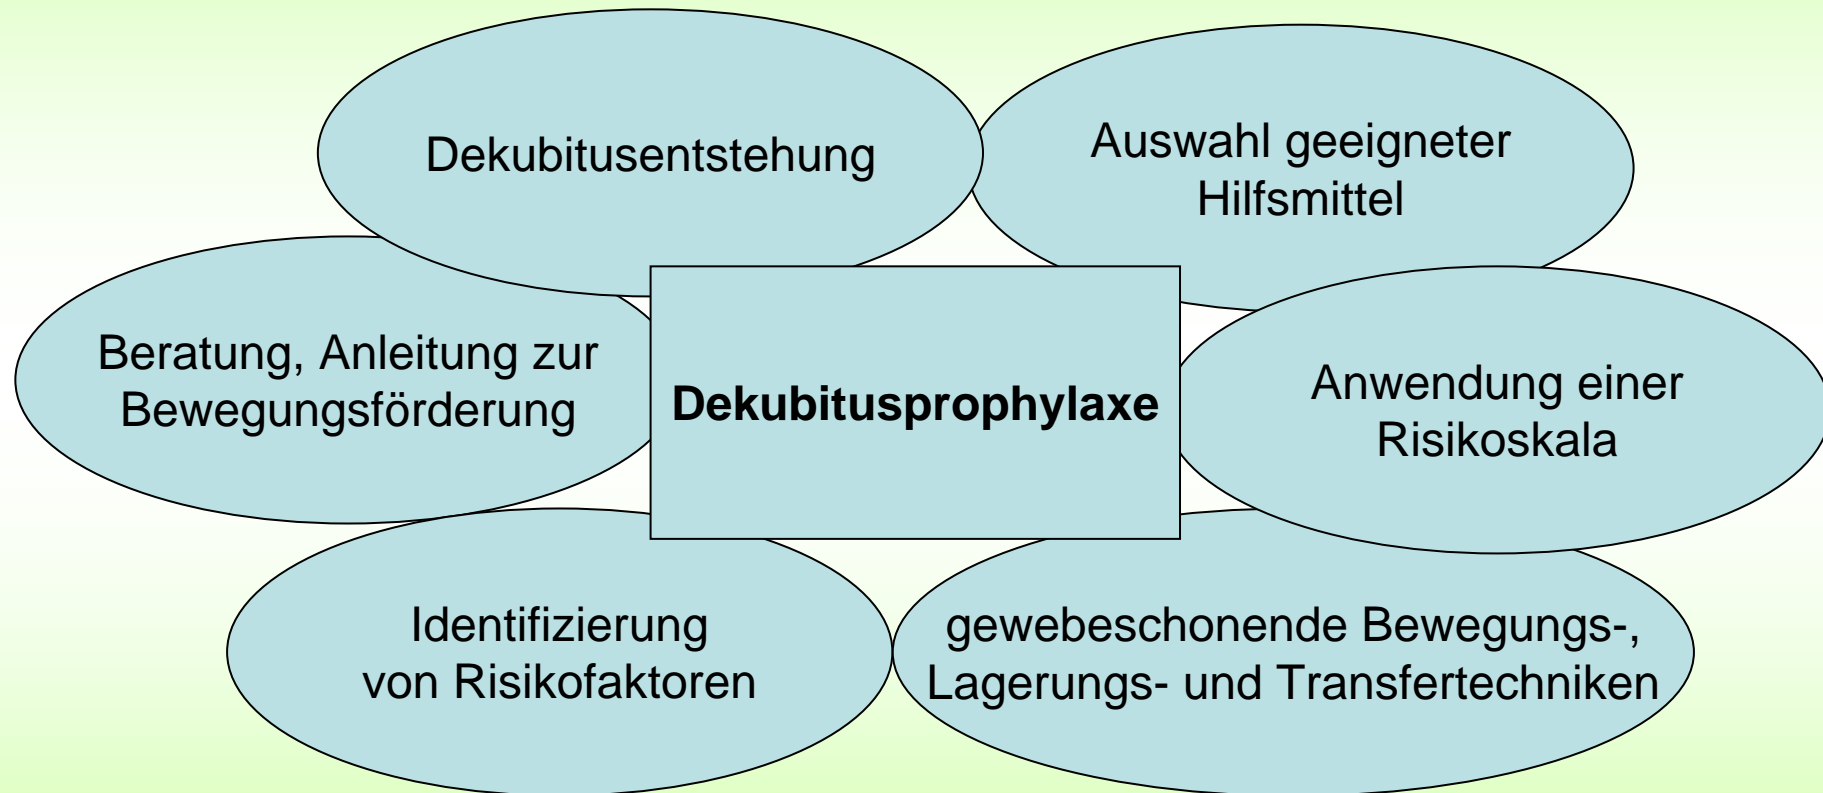 Dekubitusentstehung
Auswahl geeigneter
Hilfsmittel
Beratung, Anleitung zur
Bewegungsförderung
Dekubitusprophylaxe
Anwendung einer
Risikoskala
Identifizierung
von Risikofaktoren
gewebeschonende Bewegungs-,
Lagerungs- und Transfertechniken